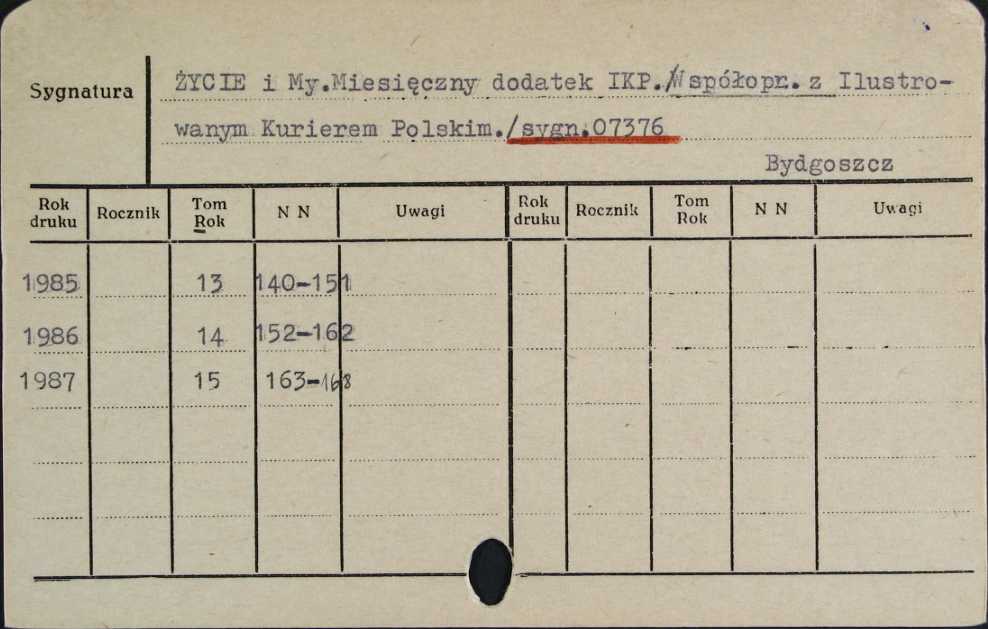 Sygnatura
ŻYCIE i My.Miesięczny dodatek IKP./Współopr. z Ilustro-
wanym Kurierem Polskim./sygn.07376
Bydgoszcz
Rok druku Rocznik Tom Rok N N Uwagi Rok druku Rocznik Tom Rok N N Uwagi
1985 13 140-151
1986 14 152-162
1987 15 163-168